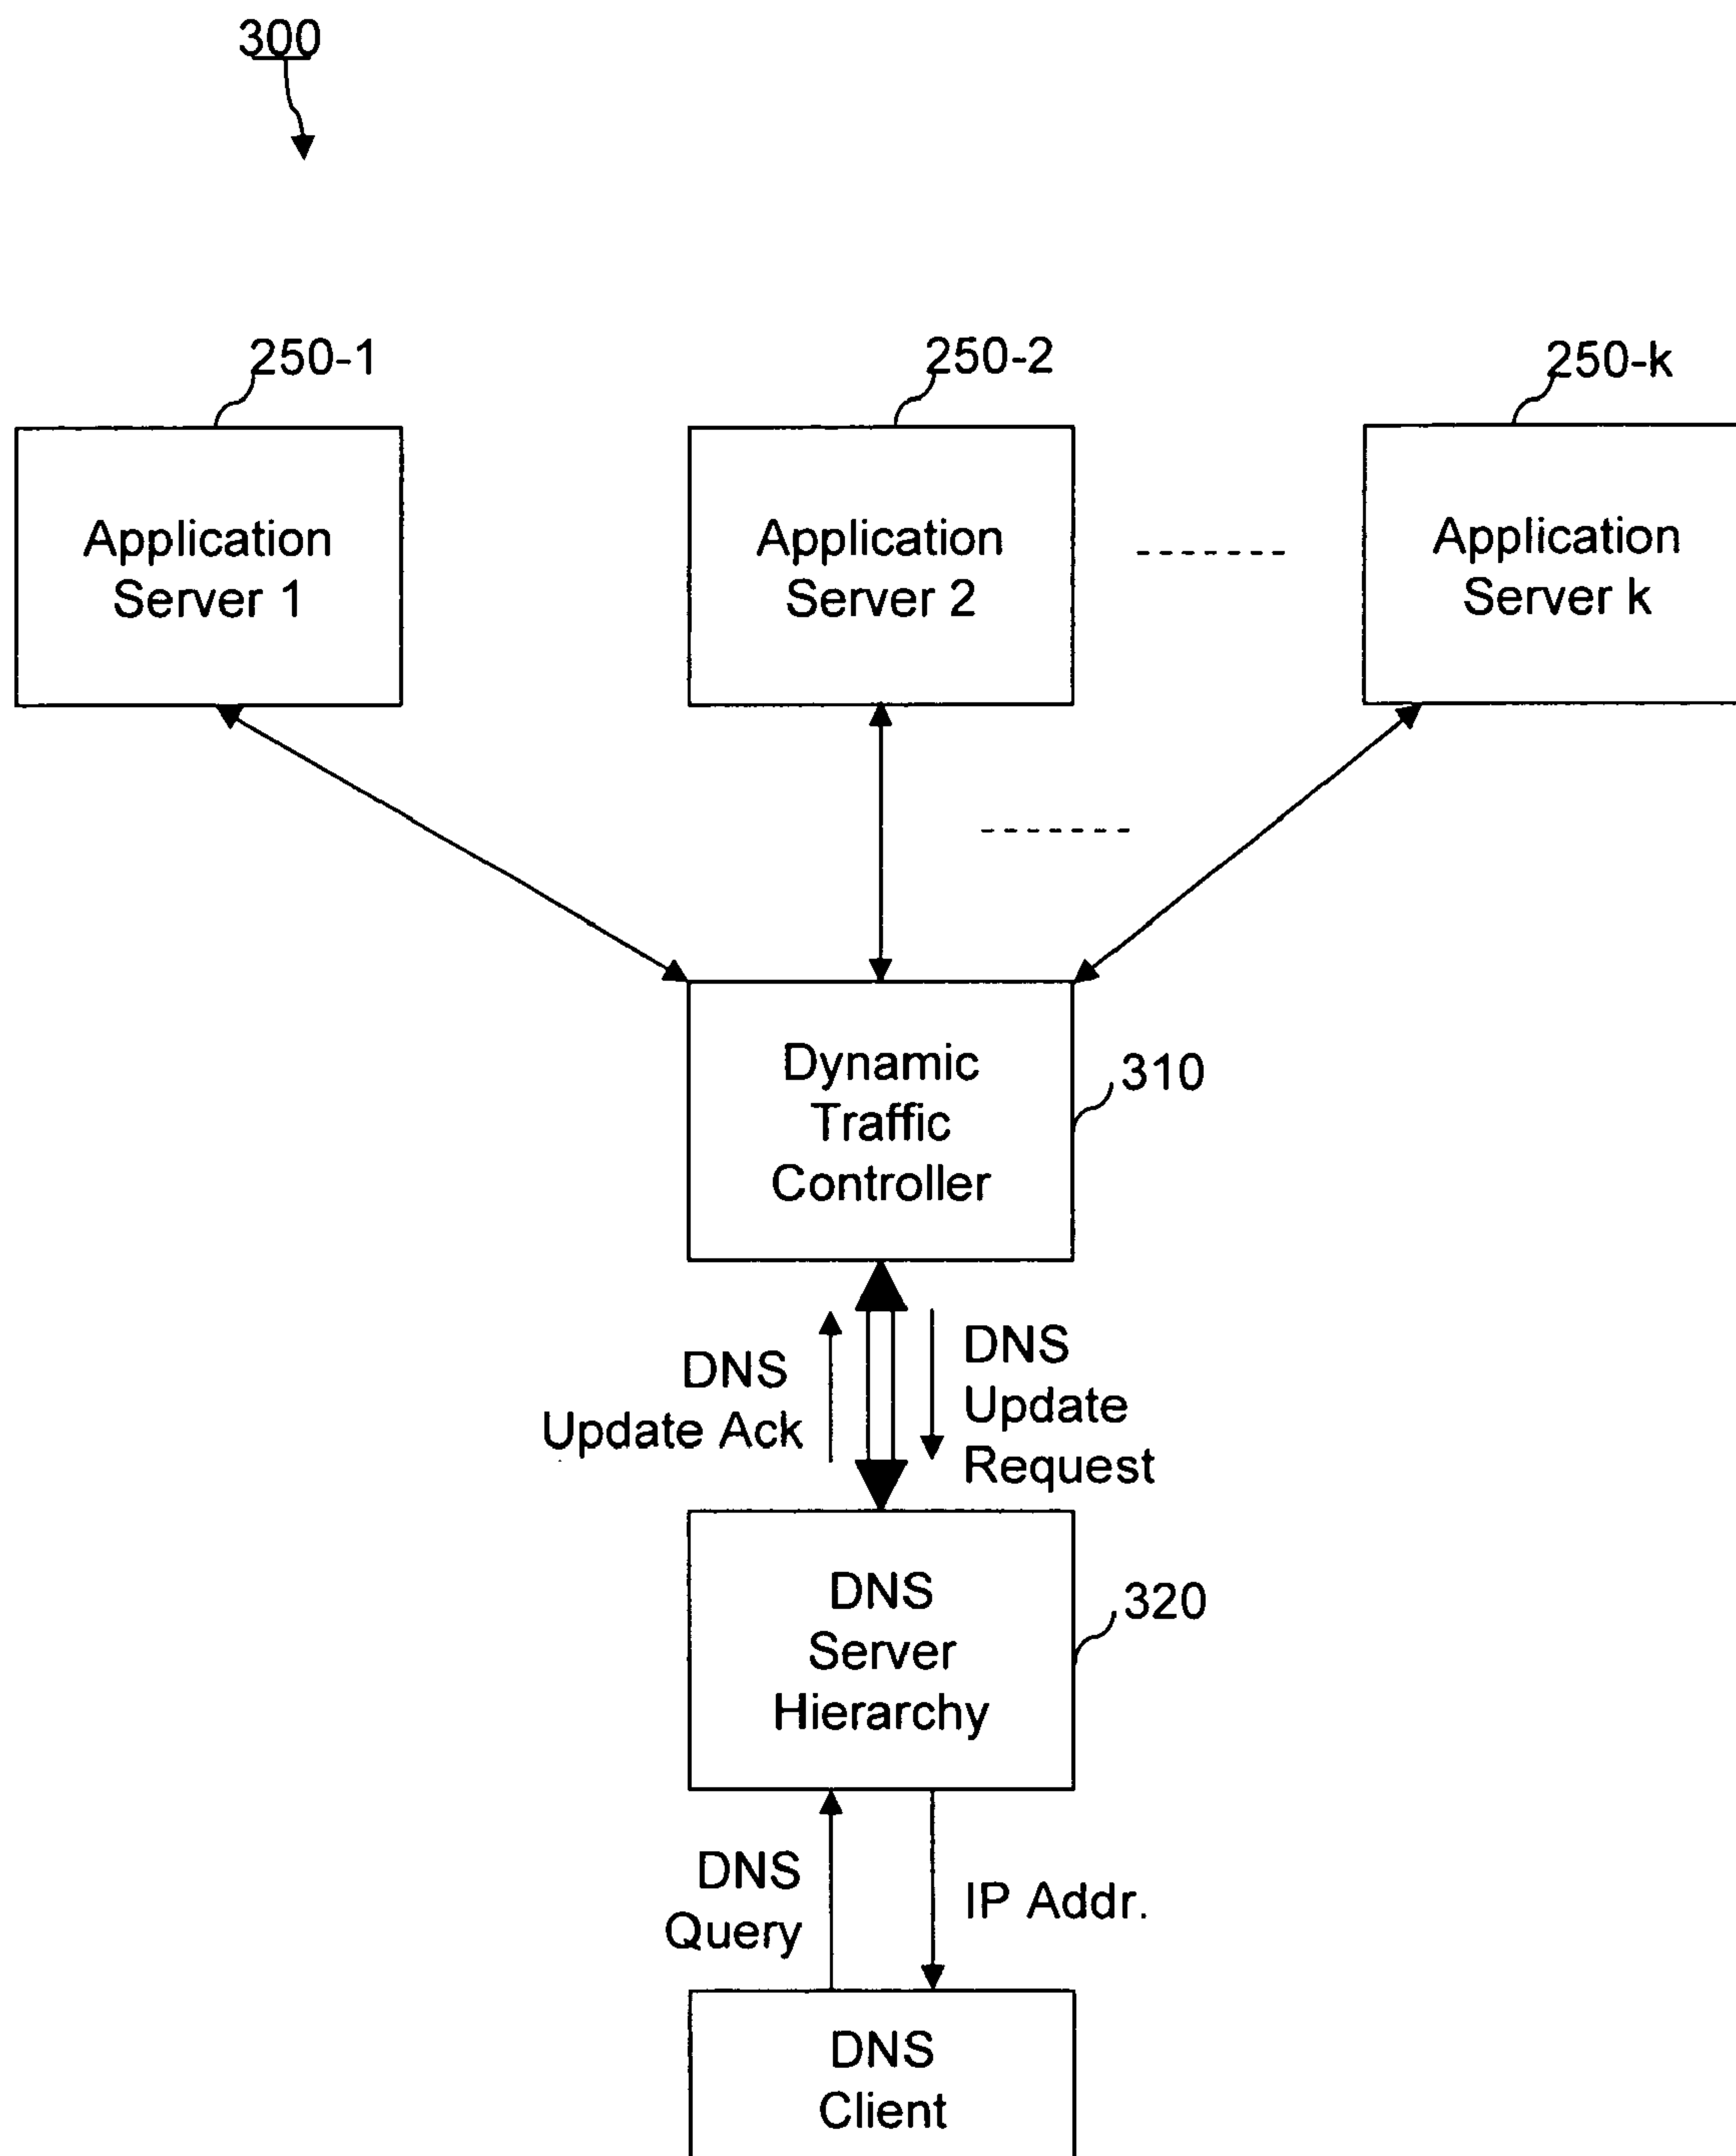 300
250-1
250-2
250-k
Application
Server 1
Application
Server 2
Application
Server k
Dynamic
Traffic
Controller
310
DNS
Update Ack
DNS
Update
Request
DNS
Server
Hierarchy
320
DNS
Query
IP Addr.
DNS
Client